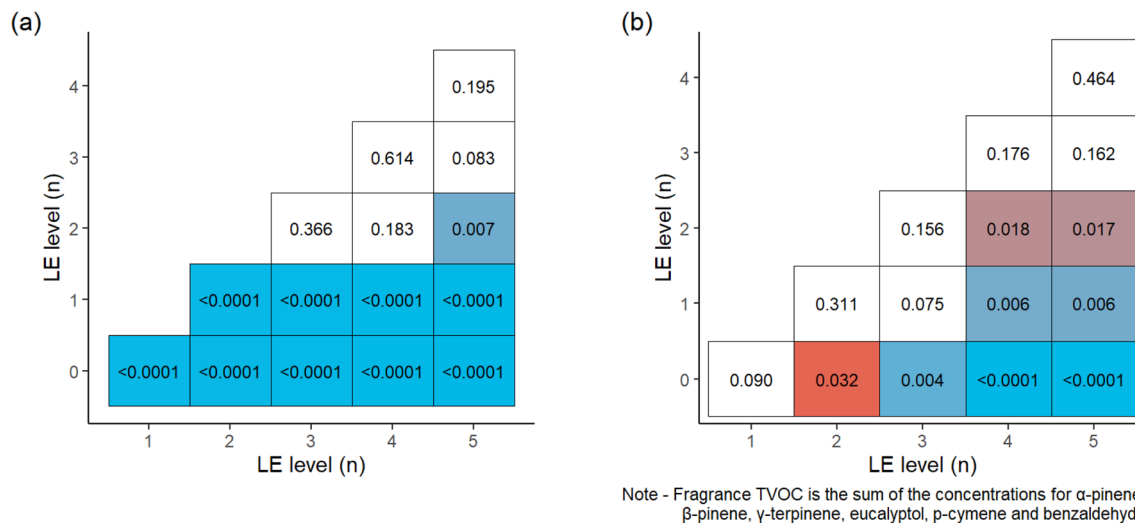 (a)
LE level (n)
4
3
2
1
0
0.195
0.614 0.083
0.366 0.183 0.007
<0.0001 <0.0001 <0.0001 <0.0001
<0.0001 <0.0001 <0.0001 <0.0001 <0.0001
1 2 3 4 5
LE level (n)
(b)
LE level (n)
4
3
2
1
0
0.464
0.176 0.162
0.156 0.018 0.017
0.311 0.075 0.006 0.006
0.090 0.032 0.004 <0.0001 <0.0001
1 2 3 4 5
LE level (n)
Note - Fragrance TVOC is the sum of the concentrations for α-pinene
β-pinene, γ-terpinene, eucalyptol, p-cymene and benzaldehyd